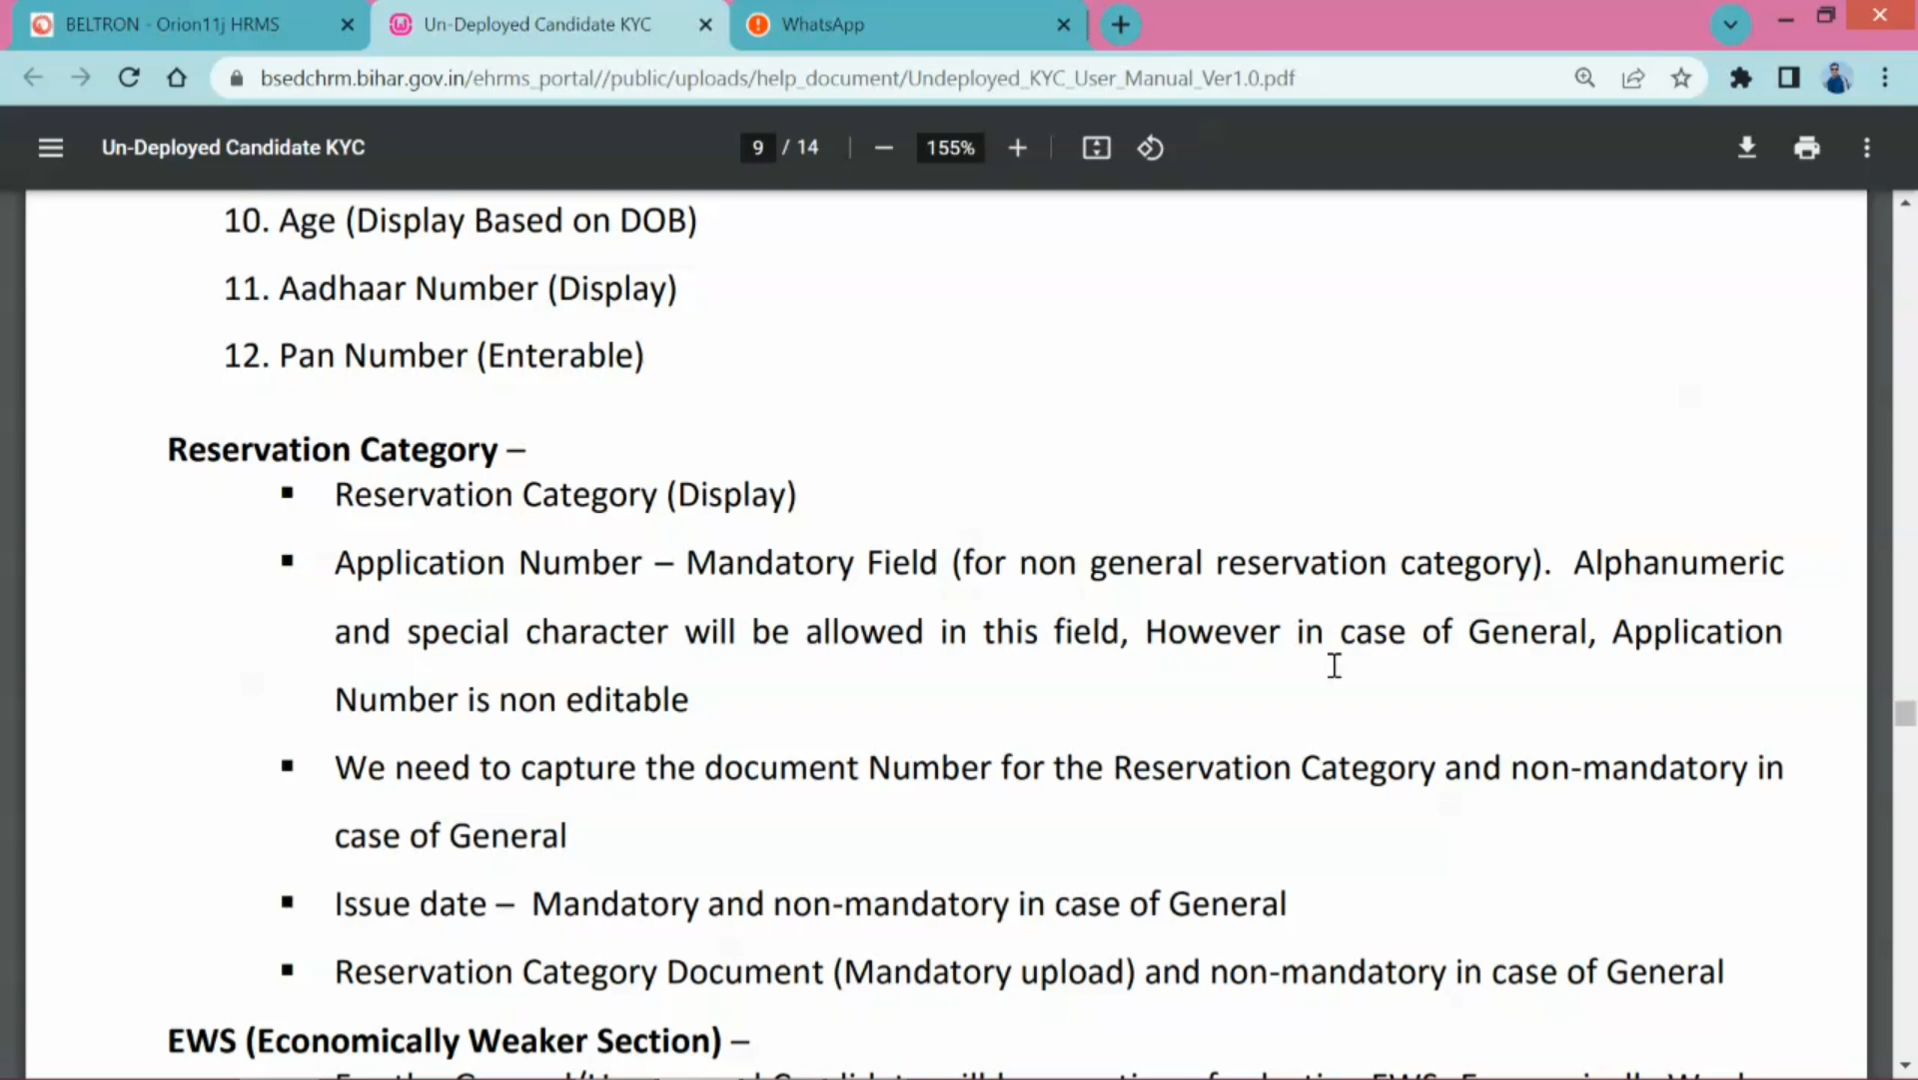 BELTRON - Orion11j HRMS
Un-Deployed Candidate KYC
WhatsApp
bsedchrm.bihar.gov.in/ehrms_portal//public/uploads/help_document/Undeployed_KYC_User_Manual_Ver1.0.pdf
Un-Deployed Candidate KYC
9 / 14
155%
10. Age (Display Based on DOB)
11. Aadhaar Number (Display)
12. Pan Number (Enterable)
Reservation Category –
▪ Reservation Category (Display)
▪ Application Number – Mandatory Field (for non general reservation category). Alphanumeric
and special character will be allowed in this field, However in case of General, Application
Number is non editable
▪ We need to capture the document Number for the Reservation Category and non-mandatory in
case of General
▪ Issue date – Mandatory and non-mandatory in case of General
▪ Reservation Category Document (Mandatory upload) and non-mandatory in case of General
EWS (Economically Weaker Section) –